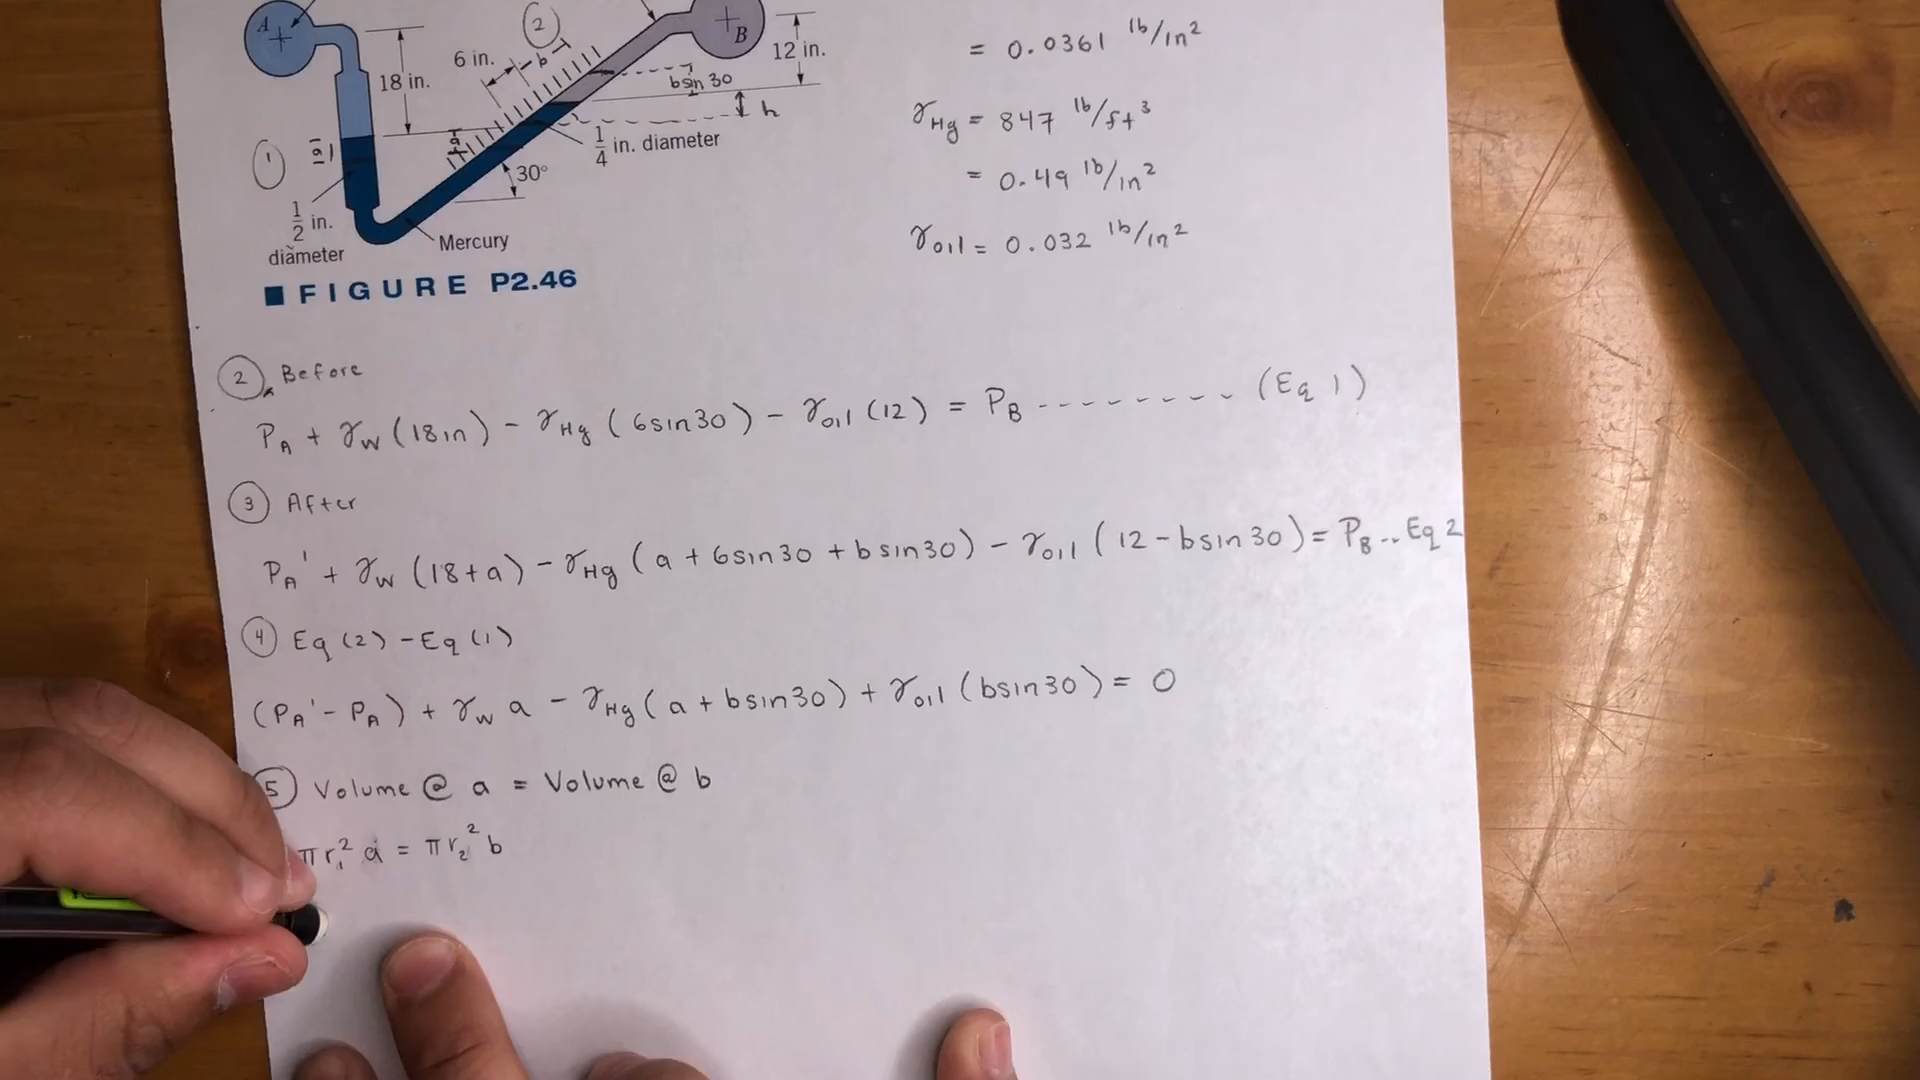 A
B
2
6 in.
b
18 in.
12 in.
bsin 30
h
a
1/4 in. diameter
1
a
30°
1/2 in.
diameter
Mercury
■ FIGURE P2.46
= 0.0361 lb/in²
γHg = 847 lb/ft³
= 0.49 lb/in²
γoil = 0.032 lb/in²
② Before
PA + γw (18in) - γHg (6sin30) - γoil (12) = PB -------- (Eq 1)
③ After
PA' + γw (18+a) - γHg (a + 6sin30 + bsin30) - γoil (12 - bsin30) = PB .. Eq 2
④ Eq (2) - Eq (1)
(PA' - PA) + γw a - γHg (a + bsin30) + γoil (bsin30) = 0
⑤ Volume @ a = Volume @ b
πr₁² a = πr₂² b